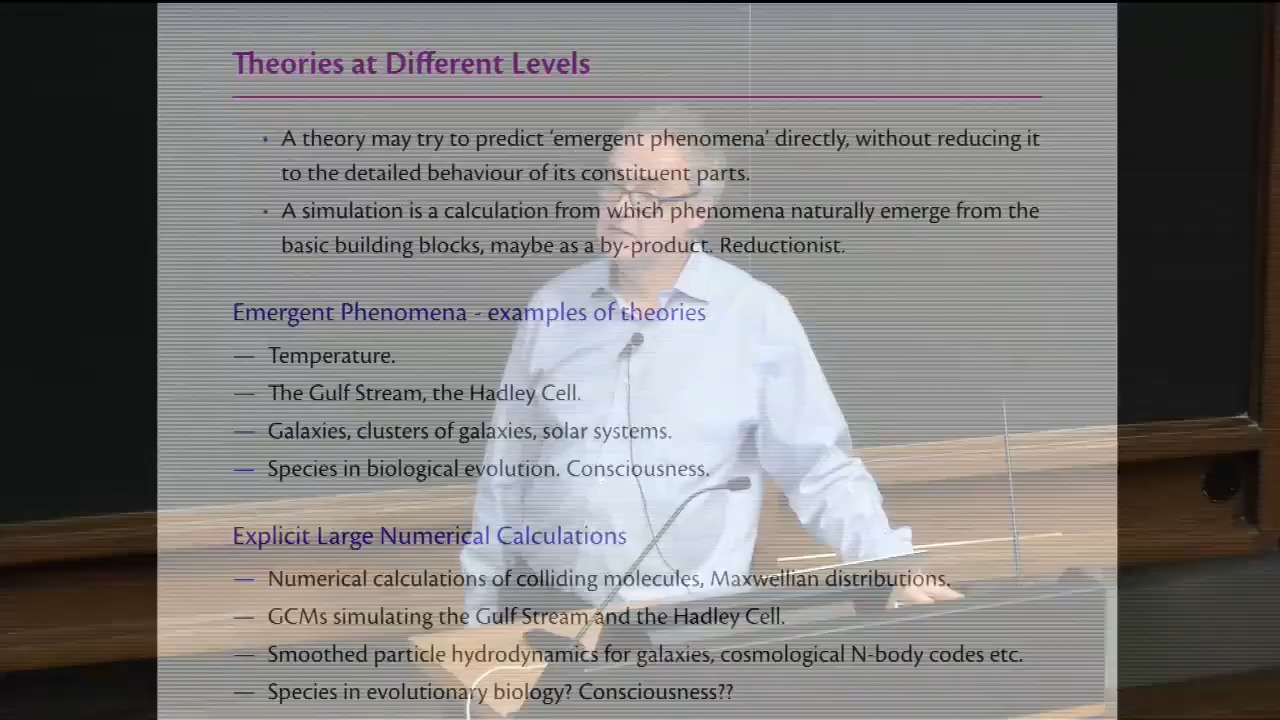 Theories at Different Levels
• A theory may try to predict ‘emergent phenomena’ directly, without reducing it
to the detailed behaviour of its constituent parts.
• A simulation is a calculation from which phenomena naturally emerge from the
basic building blocks, maybe as a by-product. Reductionist.
Emergent Phenomena - examples of theories
— Temperature.
— The Gulf Stream, the Hadley Cell.
— Galaxies, clusters of galaxies, solar systems.
— Species in biological evolution. Consciousness.
Explicit Large Numerical Calculations
— Numerical calculations of colliding molecules, Maxwellian distributions.
— GCMs simulating the Gulf Stream and the Hadley Cell.
— Smoothed particle hydrodynamics for galaxies, cosmological N-body codes etc.
— Species in evolutionary biology? Consciousness??